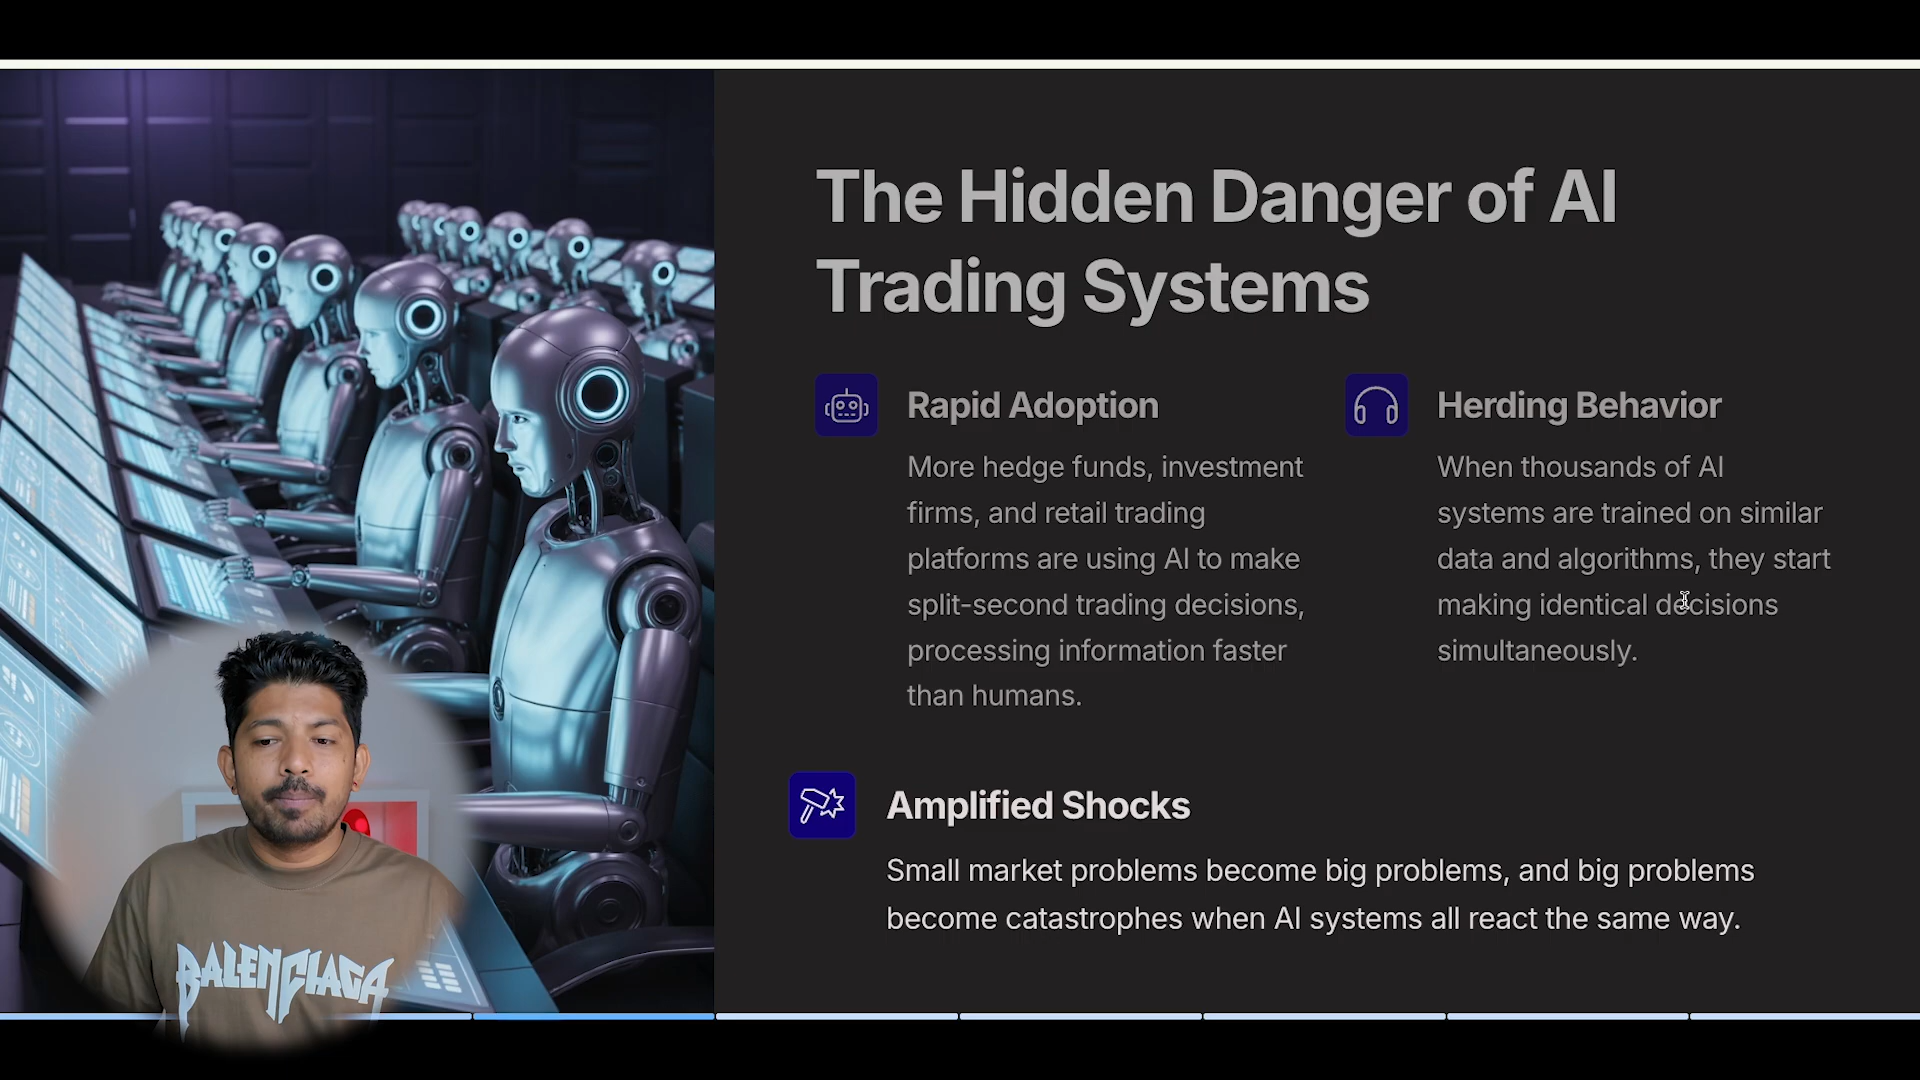 The Hidden Danger of AI
Trading Systems
Rapid Adoption
More hedge funds, investment
firms, and retail trading
platforms are using AI to make
split-second trading decisions,
processing information faster
than humans.
Herding Behavior
When thousands of AI
systems are trained on similar
data and algorithms, they start
making identical decisions
simultaneously.
Amplified Shocks
Small market problems become big problems, and big problems
become catastrophes when AI systems all react the same way.
BALENCIAGA